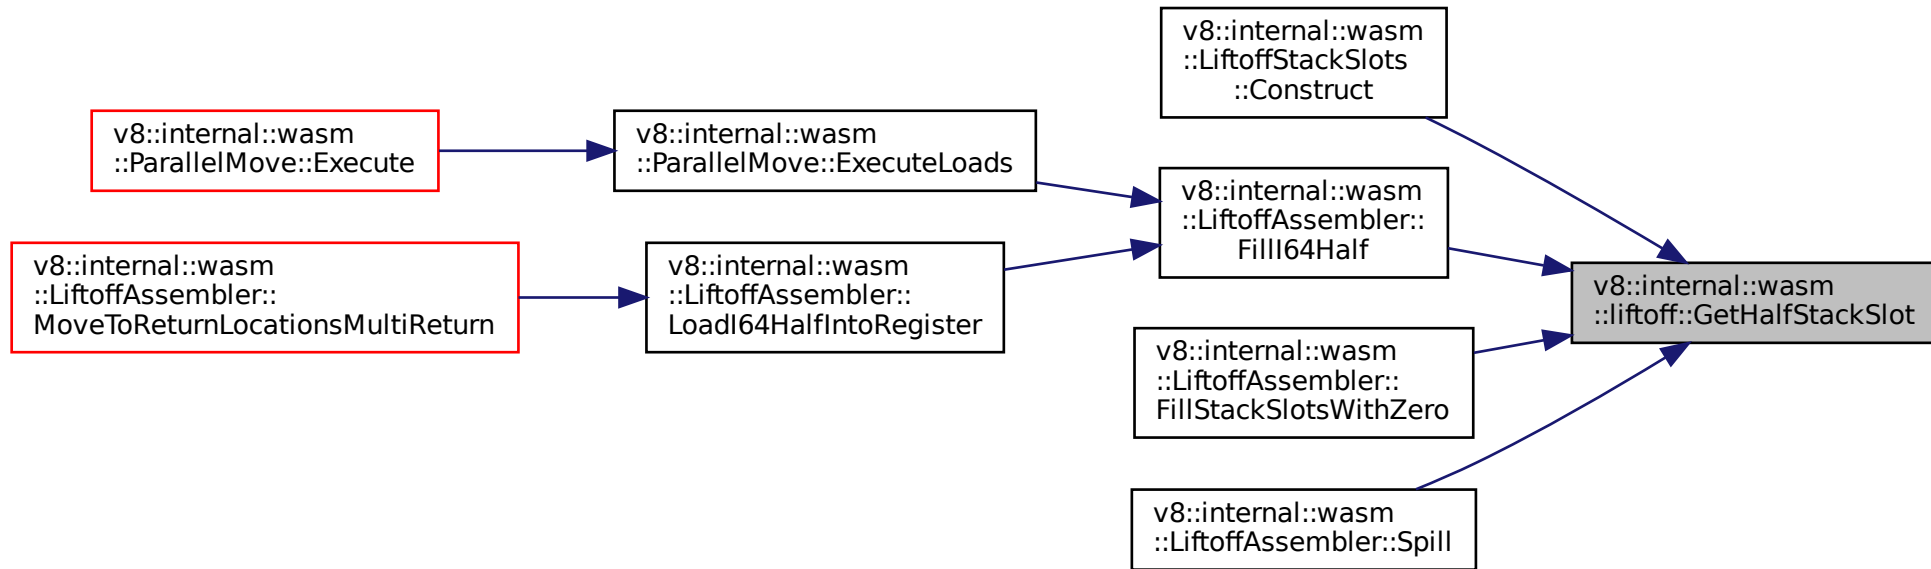 v8::internal::wasm
::LiftoffStackSlots
::Construct
v8::internal::wasm
::ParallelMove::Execute
v8::internal::wasm
::ParallelMove::ExecuteLoads
v8::internal::wasm
::LiftoffAssembler::
FillI64Half
v8::internal::wasm
::LiftoffAssembler::
MoveToReturnLocationsMultiReturn
v8::internal::wasm
::LiftoffAssembler::
LoadI64HalfIntoRegister
v8::internal::wasm
::liftoff::GetHalfStackSlot
v8::internal::wasm
::LiftoffAssembler::
FillStackSlotsWithZero
v8::internal::wasm
::LiftoffAssembler::Spill